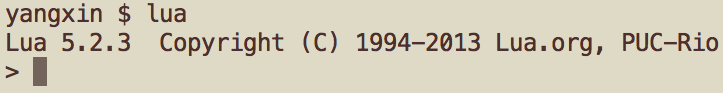 yangxin $ lua
Lua 5.2.3  Copyright (C) 1994-2013 Lua.org, PUC-Rio
>